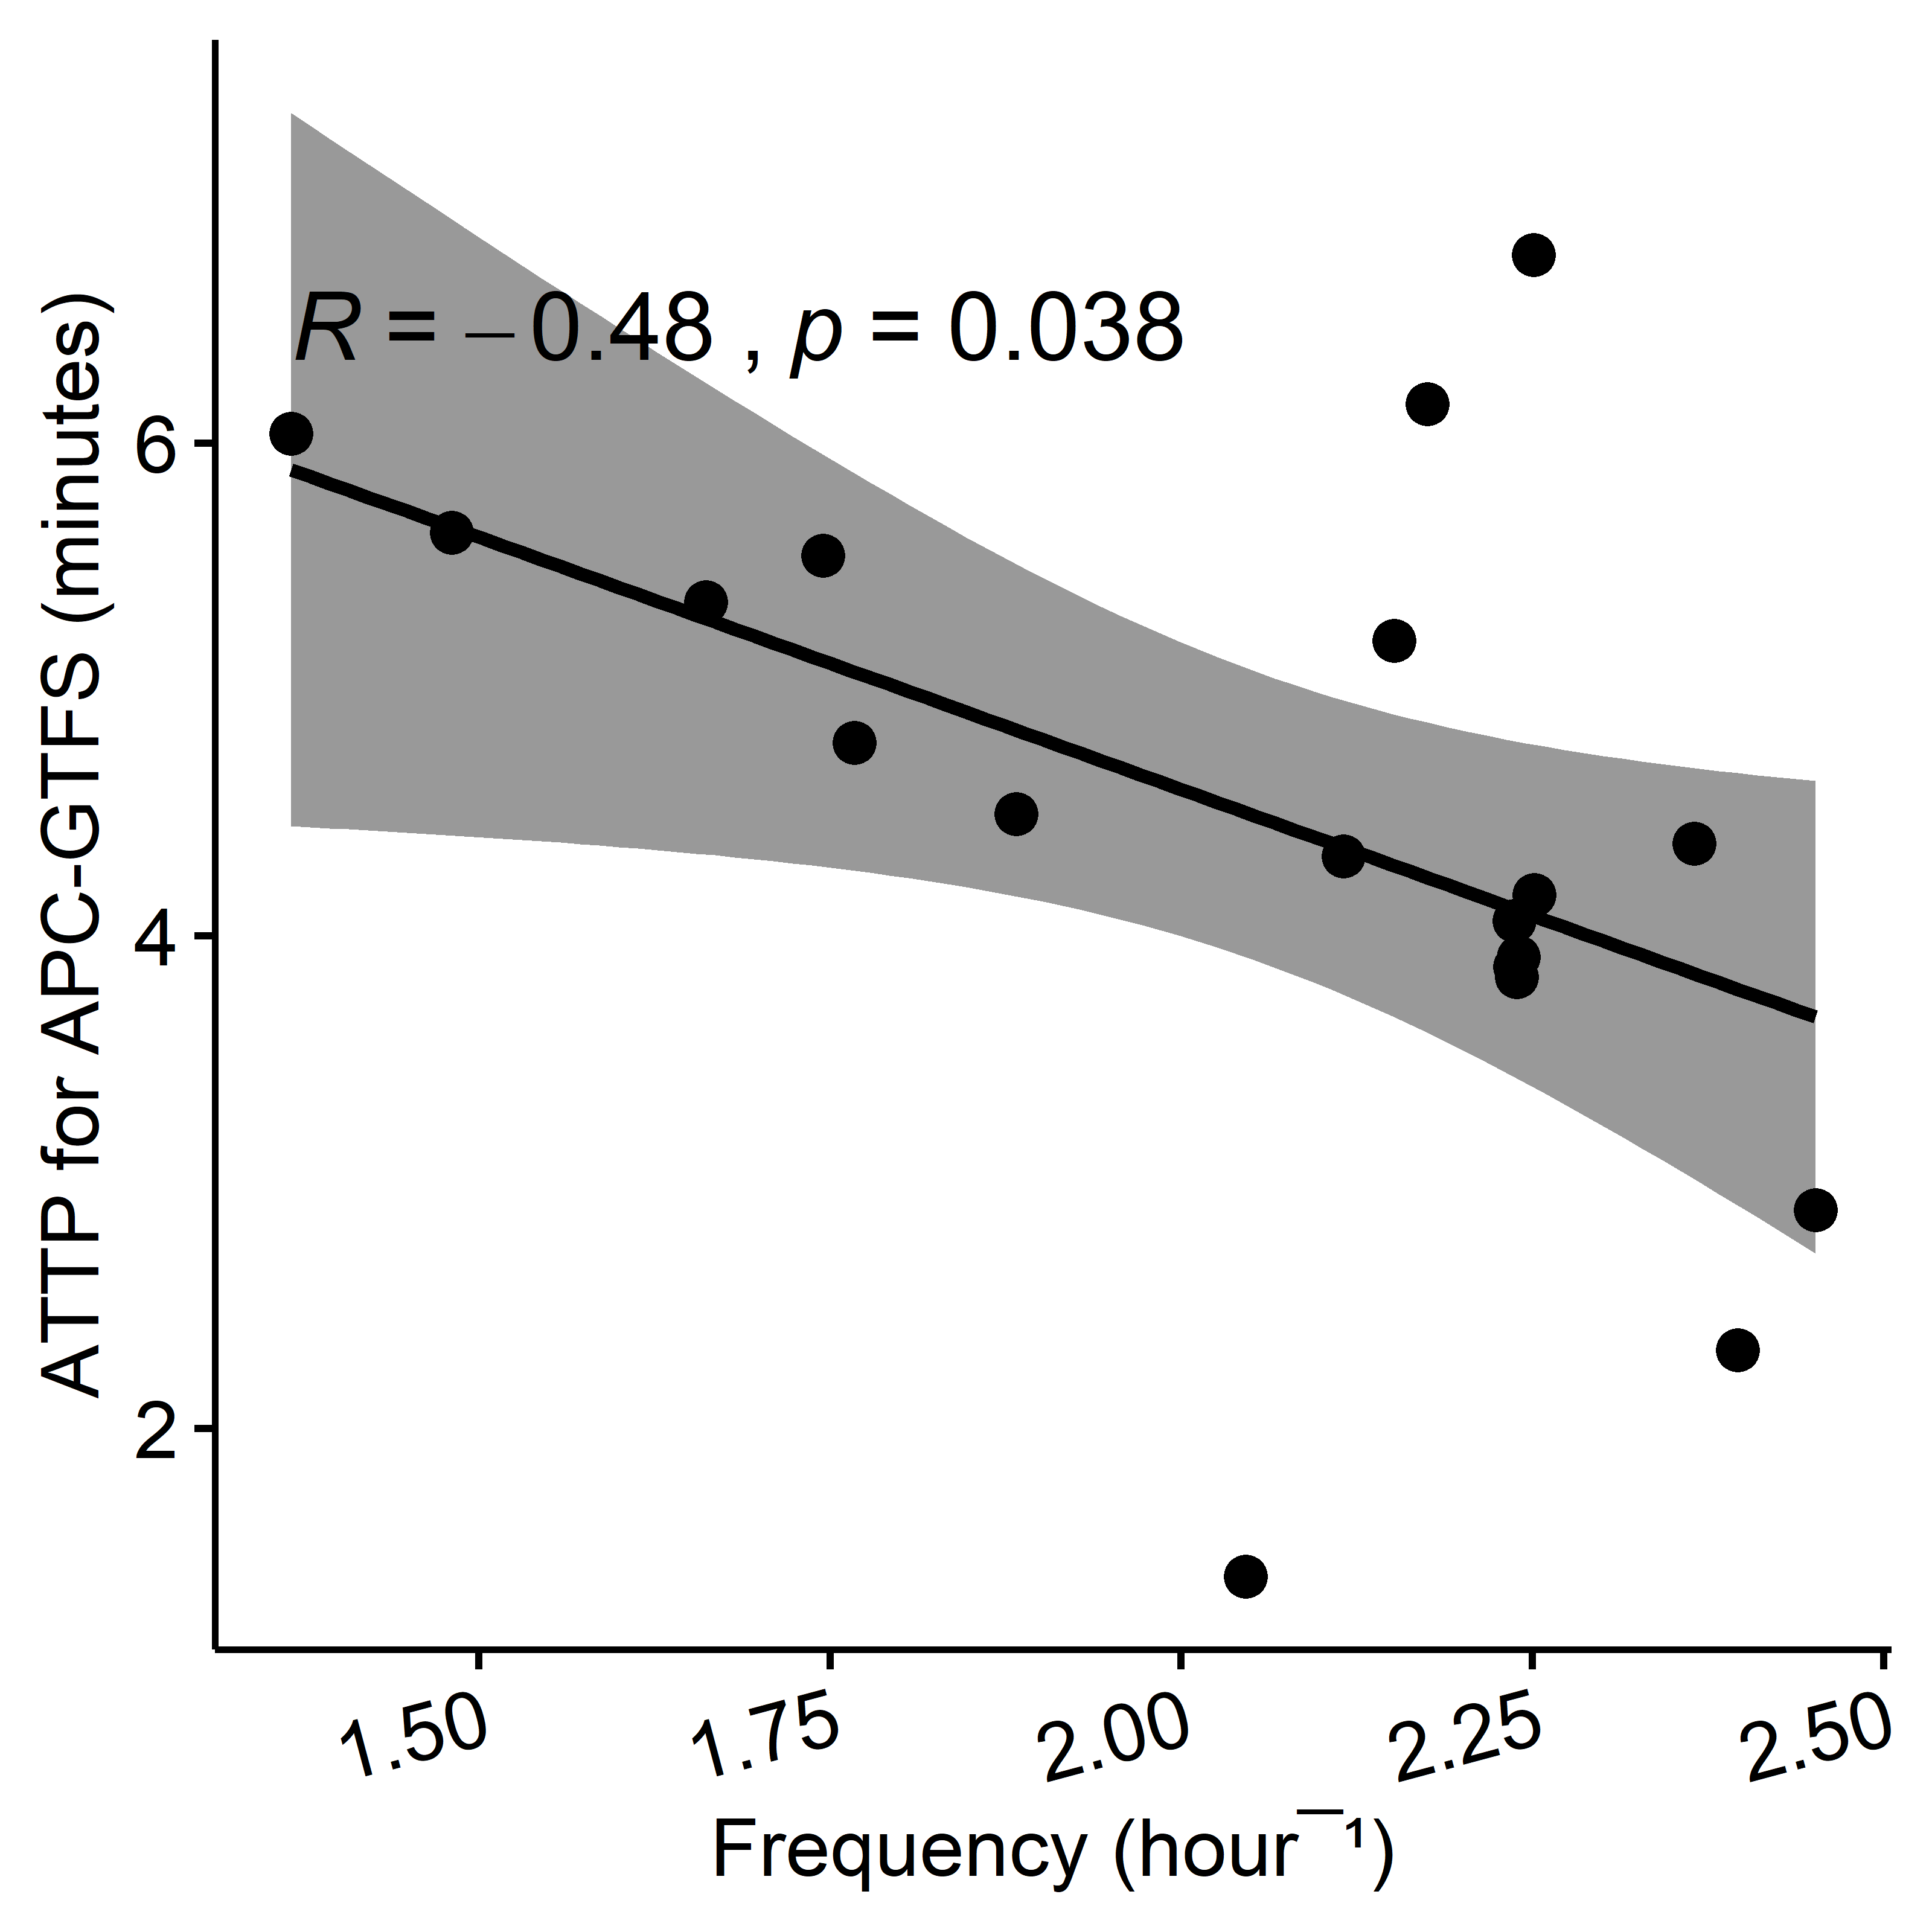 R = −0.48 , p = 0.038
ATTP for APC-GTFS (minutes)
6
4
2
1.50
1.75
2.00
2.25
2.50
Frequency (hour¯¹)